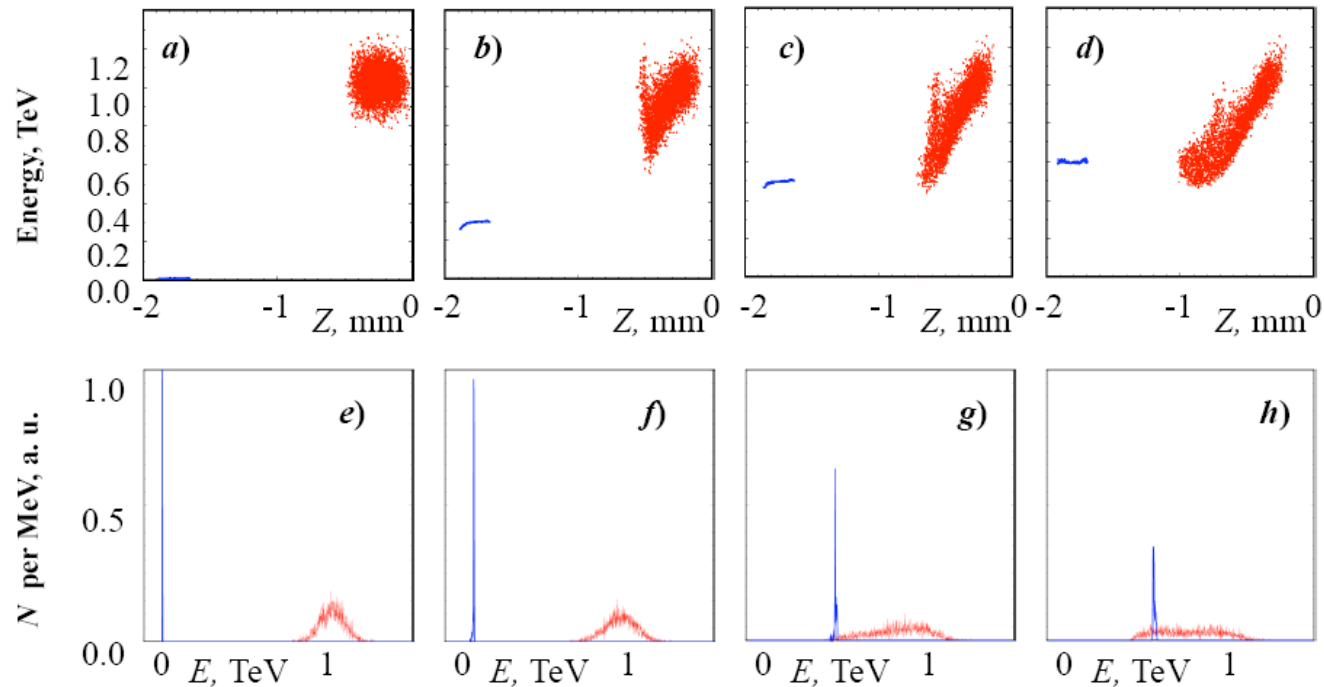 a) b) c) d)
Energy, TeV
1.2
1.0
0.8
0.6
0.4
0.2
0.0
-2 -1 0 -2 -1 0 -2 -1 0 -2 -1 0
Z, mm Z, mm Z, mm Z, mm
e) f) g) h)
N per MeV, a. u.
1.0
0.5
0.0
0 1 0 1 0 1 0 1
E, TeV E, TeV E, TeV E, TeV